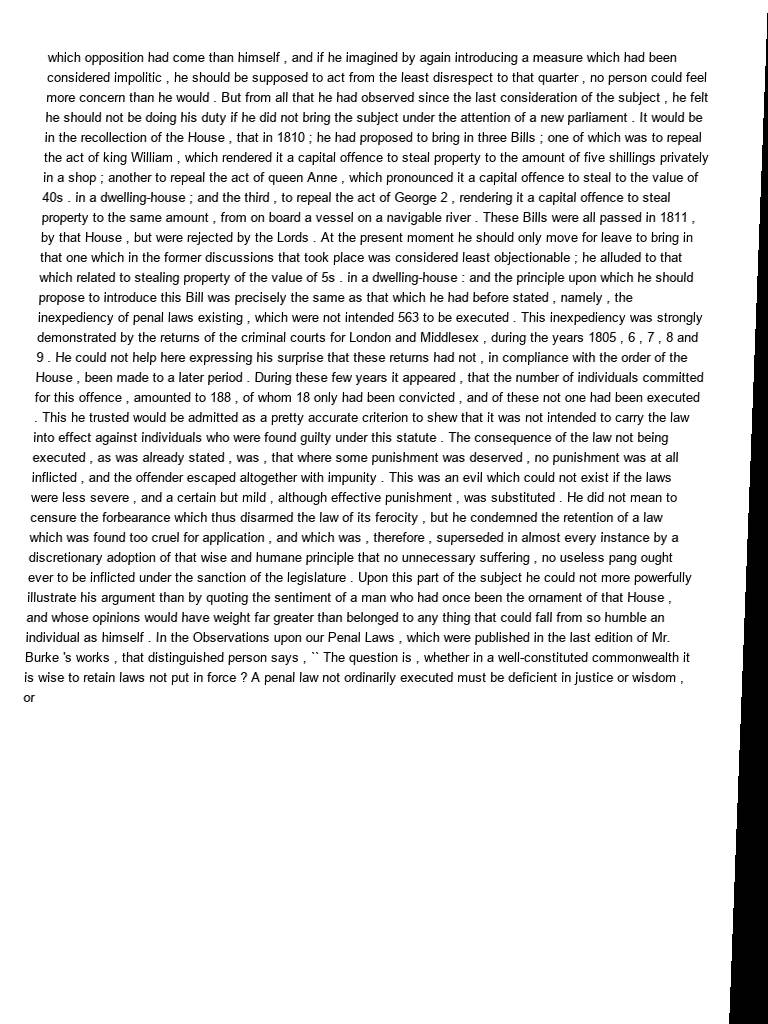 which opposition had come than himself , and if he imagined by again introducing a measure which had been
considered impolitic , he should be supposed to act from the least disrespect to that quarter , no person could feel
more concern than he would . But from all that he had observed since the last consideration of the subject , he felt
he should not be doing his duty if he did not bring the subject under the attention of a new parliament . It would be
in the recollection of the House , that in 1810 ; he had proposed to bring in three Bills ; one of which was to repeal
the act of king William , which rendered it a capital offence to steal property to the amount of five shillings privately
in a shop ; another to repeal the act of queen Anne , which pronounced it a capital offence to steal to the value of
40s . in a dwelling-house ; and the third , to repeal the act of George 2 , rendering it a capital offence to steal
property to the same amount , from on board a vessel on a navigable river . These Bills were all passed in 1811 ,
by that House , but were rejected by the Lords . At the present moment he should only move for leave to bring in
that one which in the former discussions that took place was considered least objectionable ; he alluded to that
which related to stealing property of the value of 5s . in a dwelling-house : and the principle upon which he should
propose to introduce this Bill was precisely the same as that which he had before stated , namely , the
inexpediency of penal laws existing , which were not intended 563 to be executed . This inexpediency was strongly
demonstrated by the returns of the criminal courts for London and Middlesex , during the years 1805 , 6 , 7 , 8 and
9 . He could not help here expressing his surprise that these returns had not , in compliance with the order of the
House , been made to a later period . During these few years it appeared , that the number of individuals committed
for this offence , amounted to 188 , of whom 18 only had been convicted , and of these not one had been executed
. This he trusted would be admitted as a pretty accurate criterion to shew that it was not intended to carry the law
into effect against individuals who were found guilty under this statute . The consequence of the law not being
executed , as was already stated , was , that where some punishment was deserved , no punishment was at all
inflicted , and the offender escaped altogether with impunity . This was an evil which could not exist if the laws
were less severe , and a certain but mild , although effective punishment , was substituted . He did not mean to
censure the forbearance which thus disarmed the law of its ferocity , but he condemned the retention of a law
which was found too cruel for application , and which was , therefore , superseded in almost every instance by a
discretionary adoption of that wise and humane principle that no unnecessary suffering , no useless pang ought
ever to be inflicted under the sanction of the legislature . Upon this part of the subject he could not more powerfully
illustrate his argument than by quoting the sentiment of a man who had once been the ornament of that House ,
and whose opinions would have weight far greater than belonged to any thing that could fall from so humble an
individual as himself . In the Observations upon our Penal Laws , which were published in the last edition of Mr.
Burke 's works , that distinguished person says , `` The question is , whether in a well-constituted commonwealth it
is wise to retain laws not put in force ? A penal law not ordinarily executed must be deficient in justice or wisdom ,
or